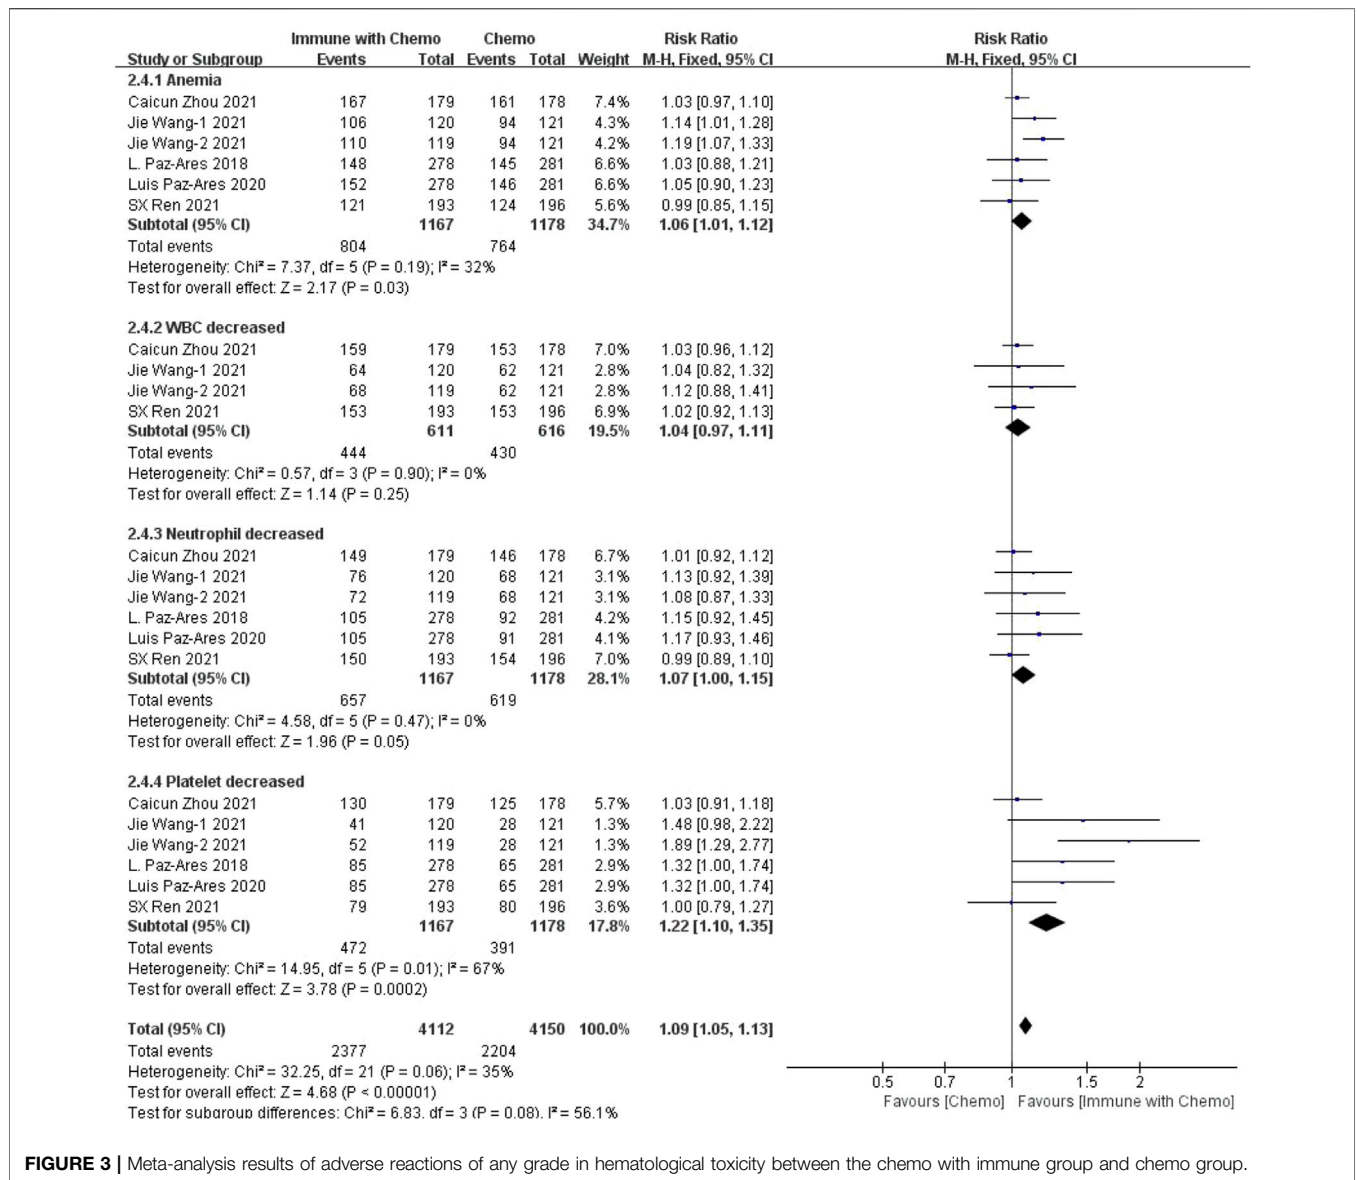 Immune with Chemo Chemo Risk Ratio Risk Ratio
Study or Subgroup Events Total Events Total Weight M-H, Fixed, 95% CI M-H, Fixed, 95% CI
2.4.1 Anemia
Caicun Zhou 2021 167 179 161 178 7.4% 1.03 [0.97, 1.10]
Jie Wang-1 2021 106 120 94 121 4.3% 1.14 [1.01, 1.28]
Jie Wang-2 2021 110 119 94 121 4.2% 1.19 [1.07, 1.33]
L. Paz-Ares 2018 148 278 145 281 6.6% 1.03 [0.88, 1.21]
Luis Paz-Ares 2020 152 278 146 281 6.6% 1.05 [0.90, 1.23]
SX Ren 2021 121 193 124 196 5.6% 0.99 [0.85, 1.15]
Subtotal (95% CI) 1167 1178 34.7% 1.06 [1.01, 1.12]
Total events 804 764
Heterogeneity: Chi² = 7.37, df = 5 (P = 0.19); I² = 32%
Test for overall effect: Z = 2.17 (P = 0.03)
2.4.2 WBC decreased
Caicun Zhou 2021 159 179 153 178 7.0% 1.03 [0.96, 1.12]
Jie Wang-1 2021 64 120 62 121 2.8% 1.04 [0.82, 1.32]
Jie Wang-2 2021 68 119 62 121 2.8% 1.12 [0.88, 1.41]
SX Ren 2021 153 193 153 196 6.9% 1.02 [0.92, 1.13]
Subtotal (95% CI) 611 616 19.5% 1.04 [0.97, 1.11]
Total events 444 430
Heterogeneity: Chi² = 0.57, df = 3 (P = 0.90); I² = 0%
Test for overall effect: Z = 1.14 (P = 0.25)
2.4.3 Neutrophil decreased
Caicun Zhou 2021 149 179 146 178 6.7% 1.01 [0.92, 1.12]
Jie Wang-1 2021 76 120 68 121 3.1% 1.13 [0.92, 1.39]
Jie Wang-2 2021 72 119 68 121 3.1% 1.08 [0.87, 1.33]
L. Paz-Ares 2018 105 278 92 281 4.2% 1.15 [0.92, 1.45]
Luis Paz-Ares 2020 105 278 91 281 4.1% 1.17 [0.93, 1.46]
SX Ren 2021 150 193 154 196 7.0% 0.99 [0.89, 1.10]
Subtotal (95% CI) 1167 1178 28.1% 1.07 [1.00, 1.15]
Total events 657 619
Heterogeneity: Chi² = 4.58, df = 5 (P = 0.47); I² = 0%
Test for overall effect: Z = 1.96 (P = 0.05)
2.4.4 Platelet decreased
Caicun Zhou 2021 130 179 125 178 5.7% 1.03 [0.91, 1.18]
Jie Wang-1 2021 41 120 28 121 1.3% 1.48 [0.98, 2.22]
Jie Wang-2 2021 52 119 28 121 1.3% 1.89 [1.29, 2.77]
L. Paz-Ares 2018 85 278 65 281 2.9% 1.32 [1.00, 1.74]
Luis Paz-Ares 2020 85 278 65 281 2.9% 1.32 [1.00, 1.74]
SX Ren 2021 79 193 80 196 3.6% 1.00 [0.79, 1.27]
Subtotal (95% CI) 1167 1178 17.8% 1.22 [1.10, 1.35]
Total events 472 391
Heterogeneity: Chi² = 14.95, df = 5 (P = 0.01); I² = 67%
Test for overall effect: Z = 3.78 (P = 0.0002)
Total (95% CI) 4112 4150 100.0% 1.09 [1.05, 1.13]
Total events 2377 2204
Heterogeneity: Chi² = 32.25, df = 21 (P = 0.06); I² = 35%
Test for overall effect: Z = 4.68 (P < 0.00001)
Test for subgroup differences: Chi² = 6.83. df = 3 (P = 0.08). I² = 56.1%
0.5 0.7 1 1.5 2
Favours [Chemo] Favours [Immune with Chemo]
FIGURE 3 | Meta-analysis results of adverse reactions of any grade in hematological toxicity between the chemo with immune group and chemo group.